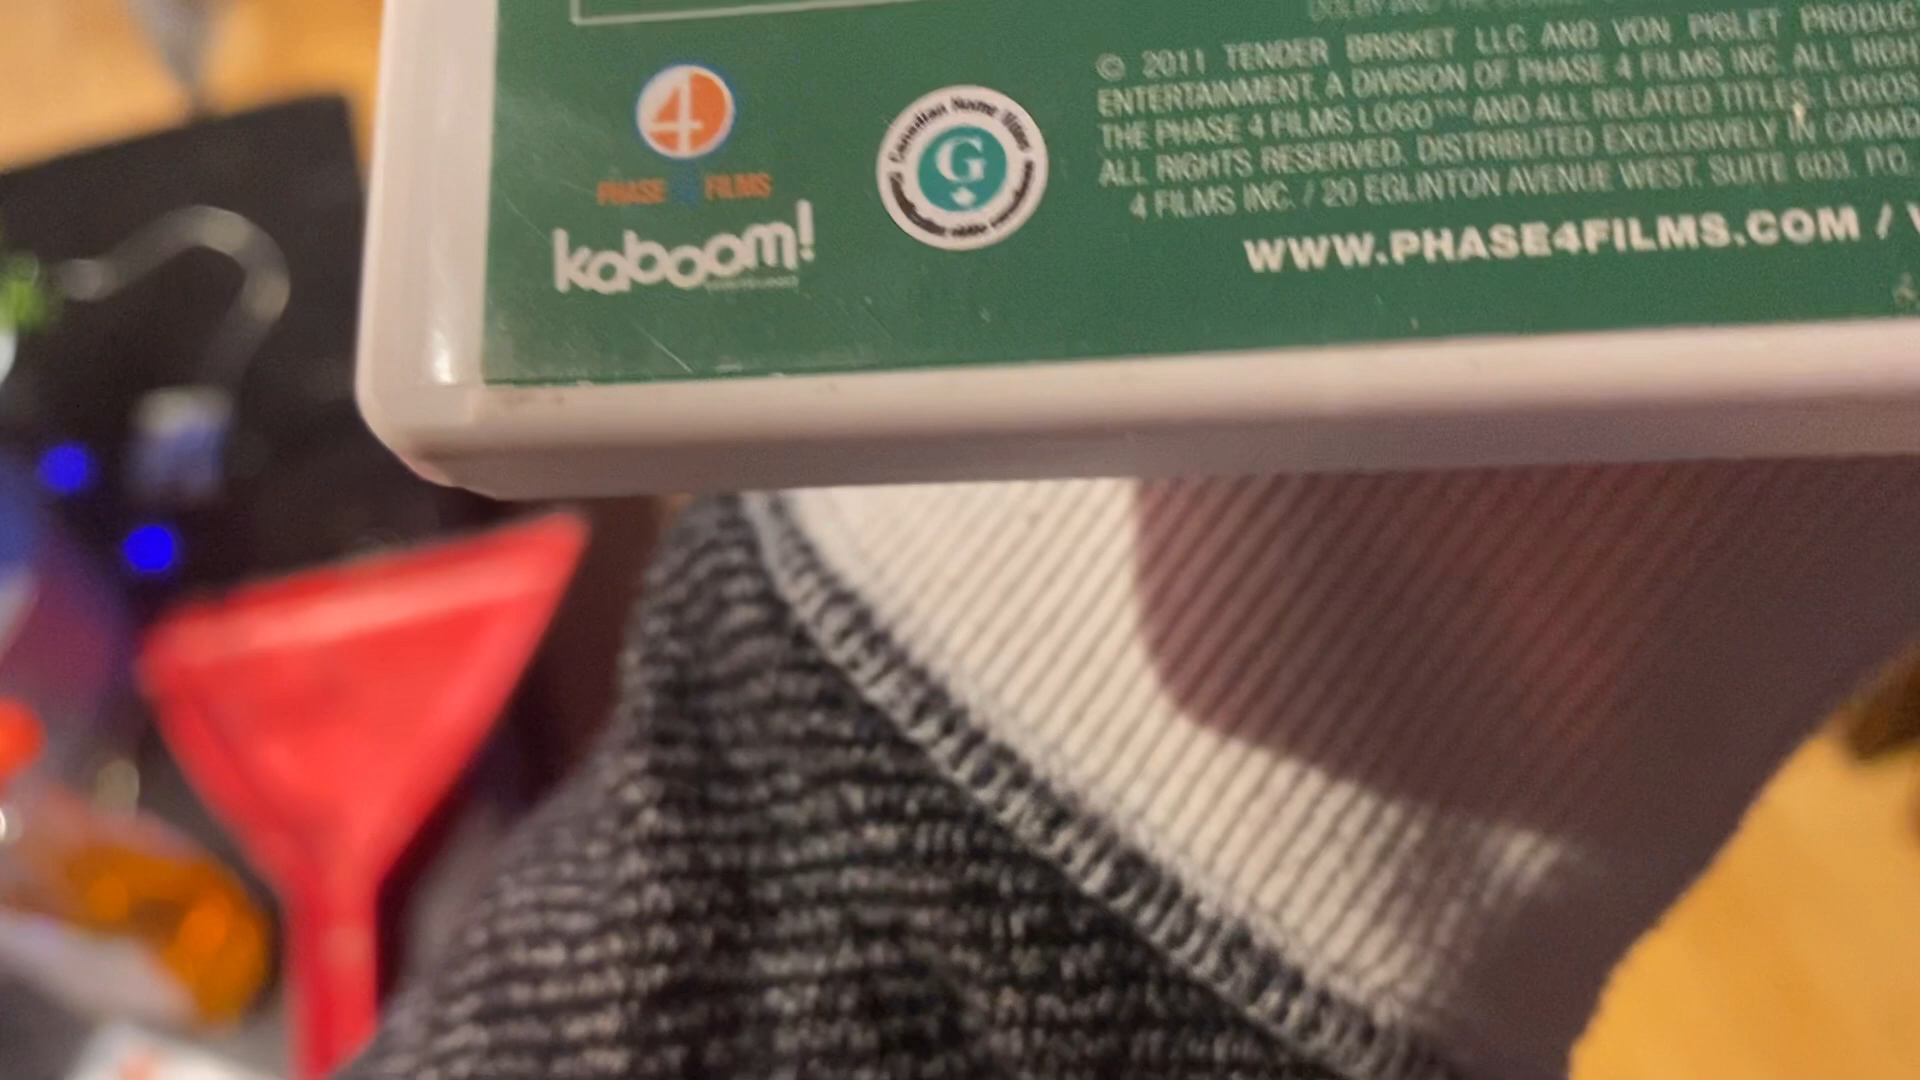 4
PHASE 4 FILMS
kaboom!
Canadian Home Video
G
© 2011 TENDER BRISKET LLC AND VON PIGLET PRODUC
ENTERTAINMENT, A DIVISION OF PHASE 4 FILMS INC. ALL RIGH
THE PHASE 4 FILMS LOGO™ AND ALL RELATED TITLES, LOGOS
ALL RIGHTS RESERVED. DISTRIBUTED EXCLUSIVELY IN CANAD
4 FILMS INC. / 20 EGLINTON AVENUE WEST, SUITE 603, P.O.
WWW.PHASE4FILMS.COM /